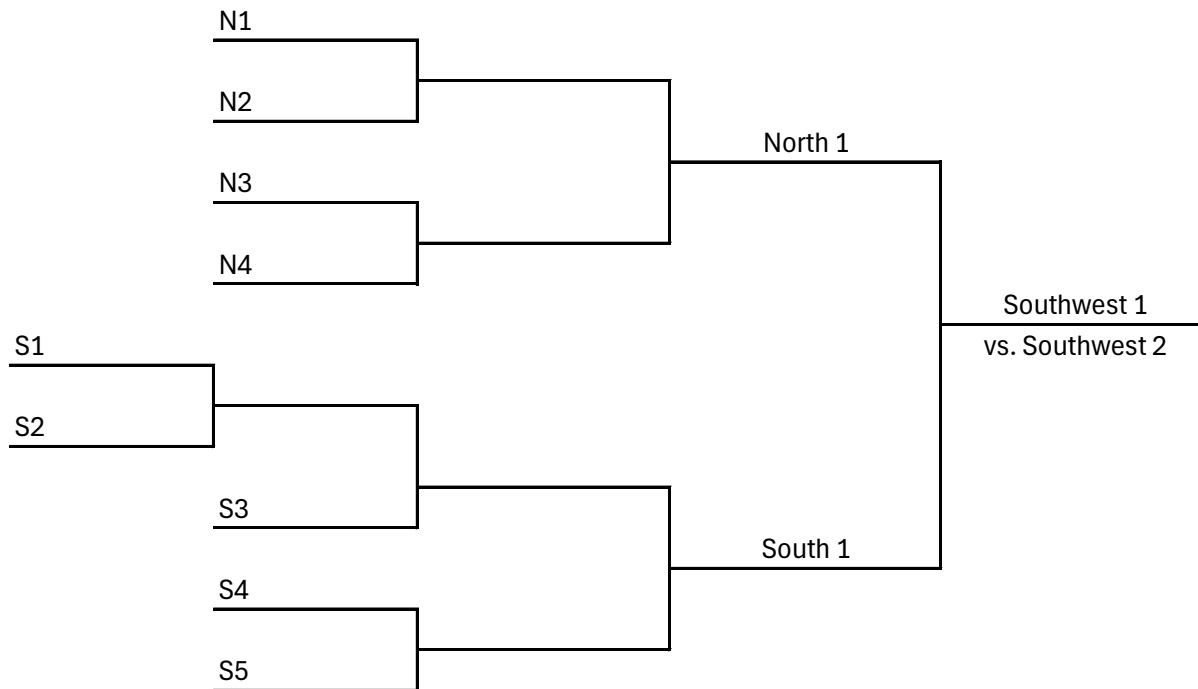 N1
N2
North 1
N3
N4
Southwest 1
S1
vs. Southwest 2
S2
S3
South 1
S4
S5